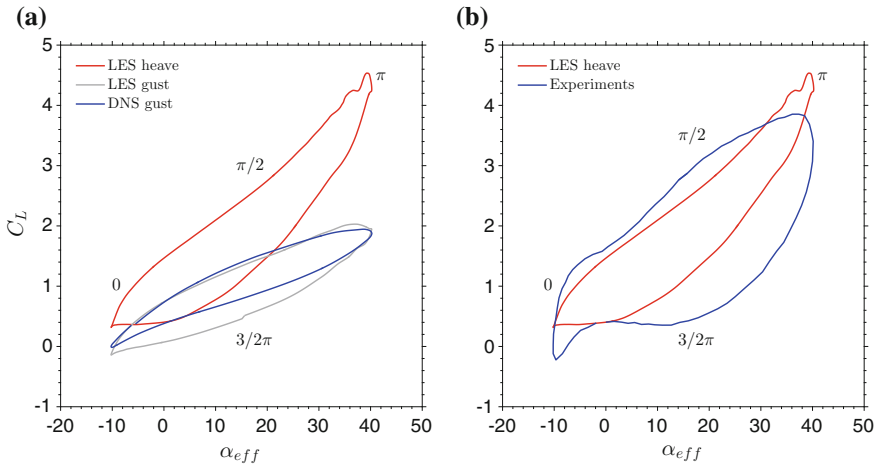 (a)
5
4
3
2
1
0
-1
C_L
-20
-10
0
10
20
30
40
50
α_eff
LES heave
LES gust
DNS gust
π
π/2
0
3/2π
(b)
5
4
3
2
1
0
-1
-20
-10
0
10
20
30
40
50
α_eff
LES heave
Experiments
π
π/2
0
3/2π